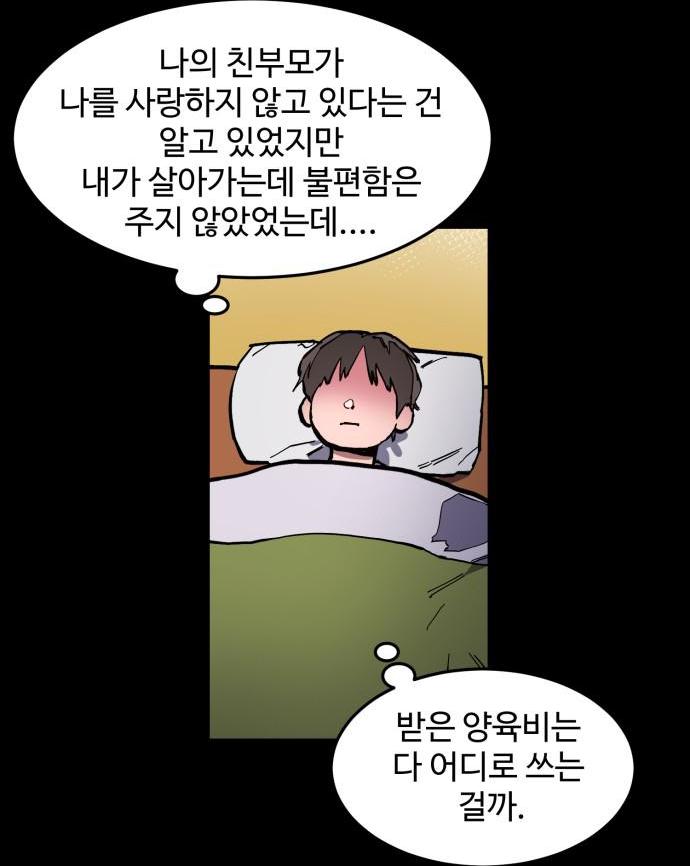 나의 친부모가
나를 사랑하지 않고 있다는 건
알고 있었지만
내가 살아가는데 불편함은
주지 않았었는데....
받은 양육비는
다 어디로 쓰는
걸까.